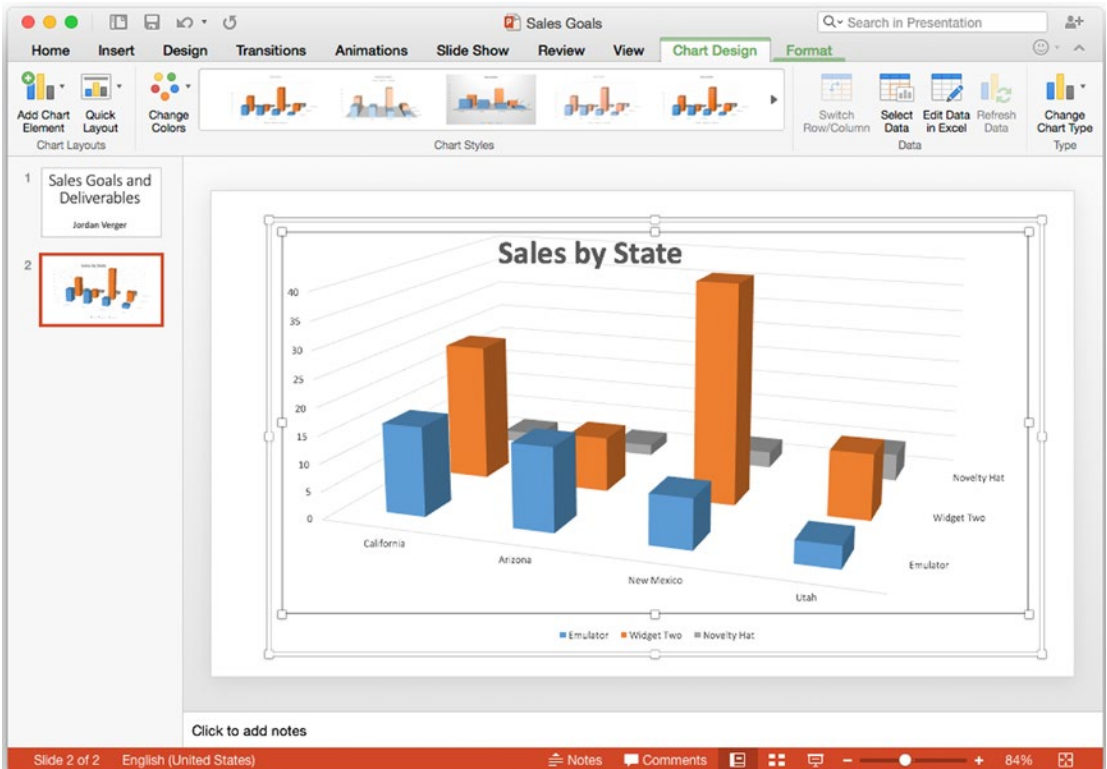 Sales Goals
Search in Presentation
Home Insert Design Transitions Animations Slide Show Review View Chart Design Format
Add Chart Element
Quick Layout
Change Colors
Switch Row/Column
Select Data
Edit Data in Excel
Refresh Data
Change Chart Type
Chart Layouts
Chart Styles
Data
Type
1
Sales Goals and
Deliverables
Jordan Verger
2
Sales by State
Sales by State
40
35
30
25
20
15
10
5
0
California
Arizona
New Mexico
Utah
Novelty Hat
Widget Two
Emulator
Emulator Widget Two Novelty Hat
Click to add notes
Slide 2 of 2 English (United States) Notes Comments 84%